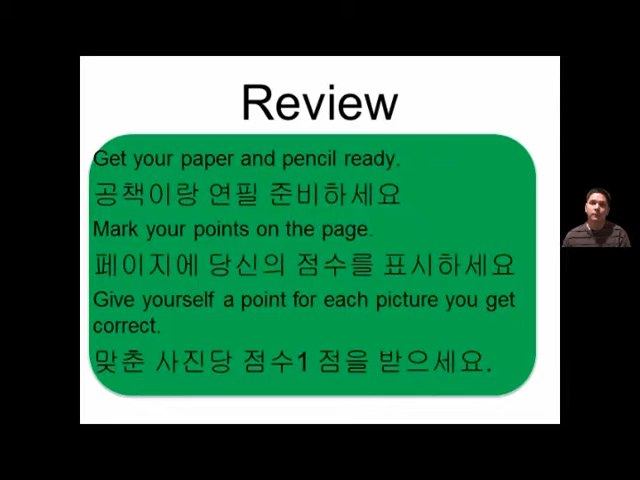 Review
Get your paper and pencil ready.
공책이랑 연필 준비하세요
Mark your points on the page.
페이지에 당신의 점수를 표시하세요
Give yourself a point for each picture you get
correct.
맞춘 사진당 점수1 점을 받으세요.